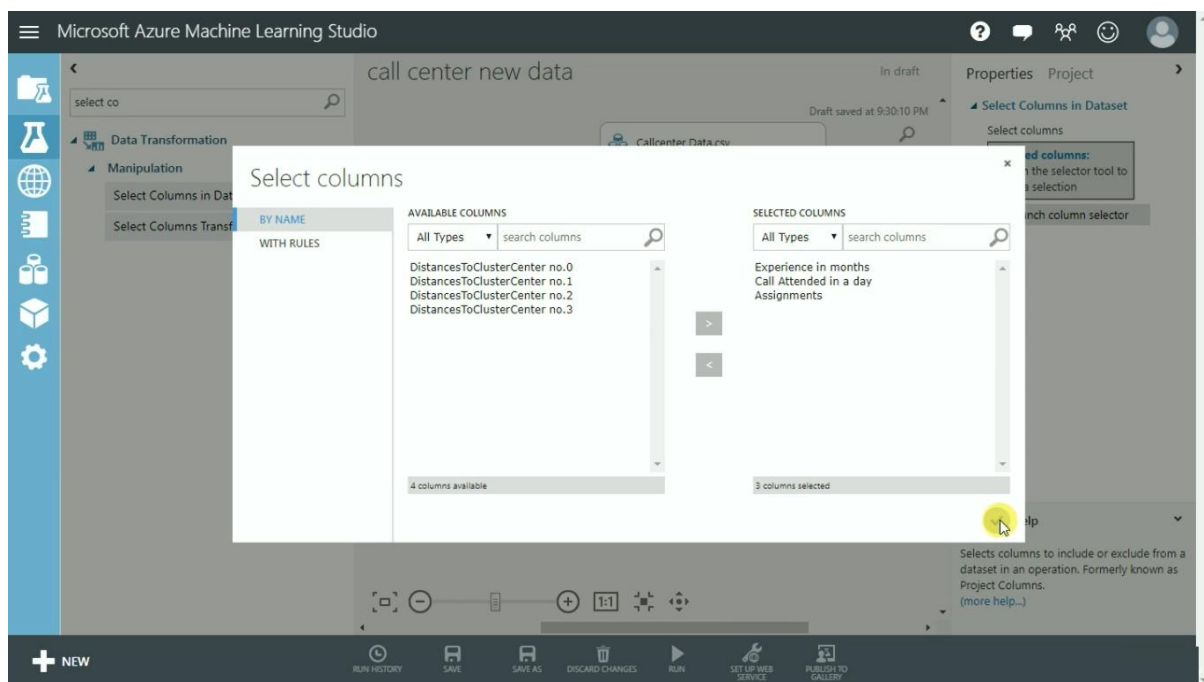 Microsoft Azure Machine Learning Studio
select co
Data Transformation
Manipulation
Select Columns in Dat
Select Columns Transf
call center new data
In draft
Draft saved at 9:30:10 PM
Callcenter Data.csv
Properties Project
Select Columns in Dataset
Select columns
ed columns:
the selector tool to
a selection
nch column selector
Select columns
BY NAME
WITH RULES
AVAILABLE COLUMNS
All Types search columns
DistancesToClusterCenter no.0
DistancesToClusterCenter no.1
DistancesToClusterCenter no.2
DistancesToClusterCenter no.3
4 columns available
SELECTED COLUMNS
All Types search columns
Experience in months
Call Attended in a day
Assignments
3 columns selected
elp
Selects columns to include or exclude from a
dataset in an operation. Formerly known as
Project Columns.
(more help...)
1:1
NEW
RUN HISTORY
SAVE
SAVE AS
DISCARD CHANGES
RUN
SET UP WEB
SERVICE
PUBLISH TO
GALLERY